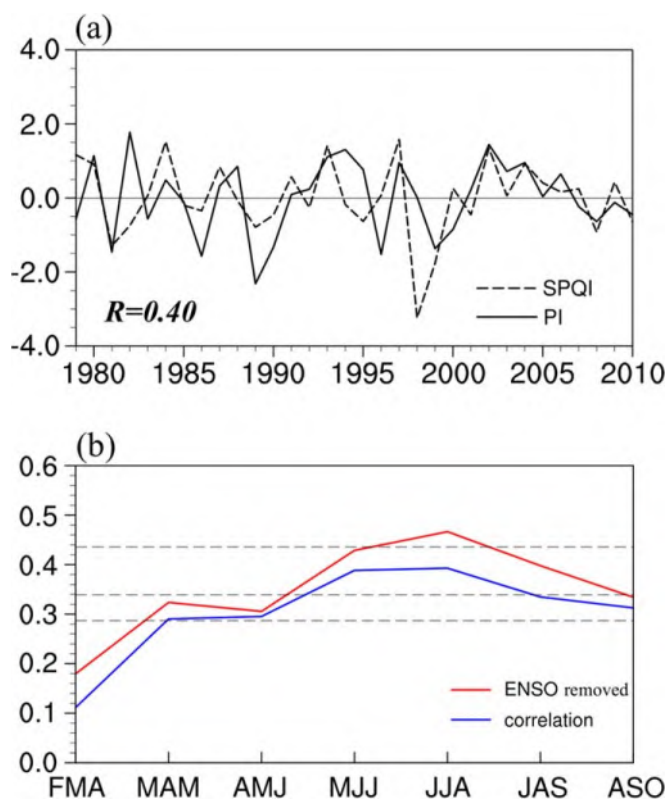 (a)
4.0
2.0
0.0
-2.0
-4.0
SPQI
PI
R=0.40
1980 1985 1990 1995 2000 2005 2010
(b)
0.6
0.5
0.4
0.3
0.2
0.1
0.0
ENSO removed
correlation
FMA MAM AMJ MJJ JJA JAS ASO